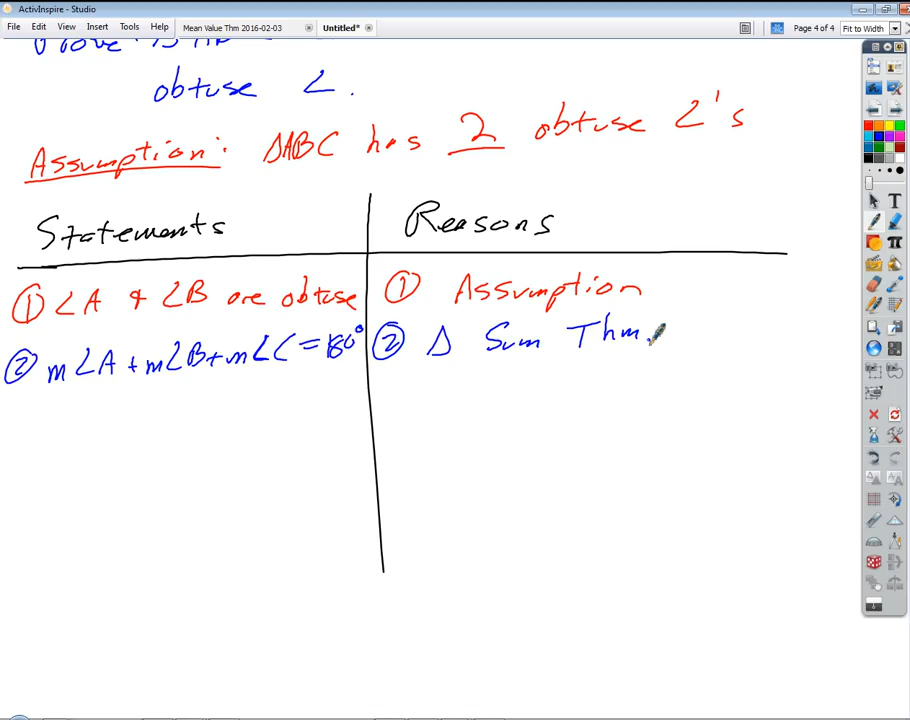 ActivInspire - Studio
File Edit View Insert Tools Help Mean Value Thm 2016-02-03 Untitled* Page 4 of 4 Fit to Width
obtuse ∠.
Assumption: △ABC has 2 obtuse ∠'s
Statements Reasons
① ∠A & ∠B are obtuse ① Assumption
② m∠A + m∠B + m∠C = 180° ② △ Sum Thm.